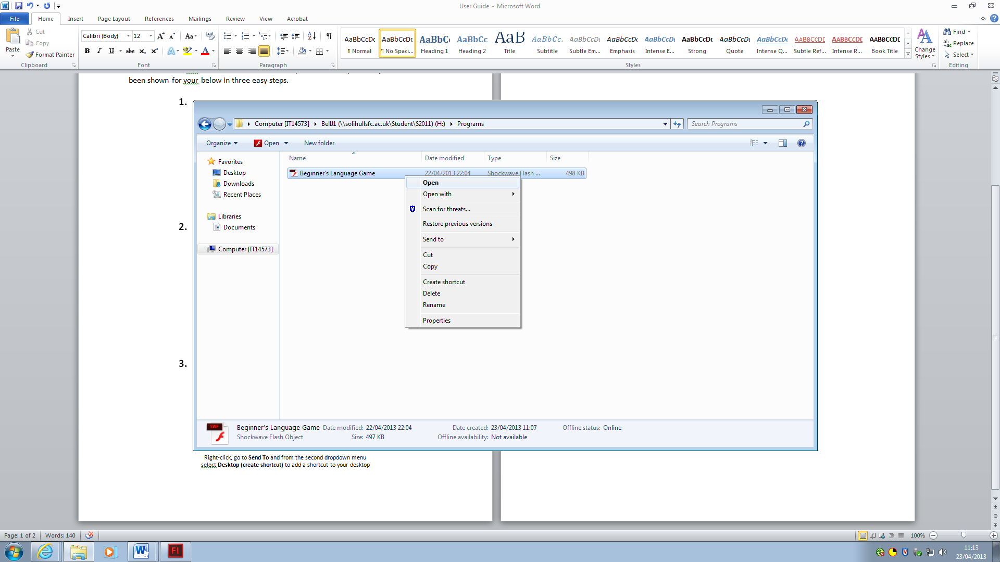 User Guide - Microsoft Word
File Home Insert Page Layout References Mailings Review View Acrobat
Paste Cut Copy Format Painter
Calibri (Body) 12
AaBbCcDc AaBbCcDc AaBbC AaBbCc AaB AaBbCc. AaBbCcDc AaBbCcDc AaBbCcDc AaBbCcDc AaBbCcDc AaBbCcDc AABBCCDE AABBCCDE AABBCCDE
¶ Normal ¶ No Spaci... Heading 1 Heading 2 Title Subtitle Subtle Em... Emphasis Intense E... Strong Quote Intense Q... Subtle Ref... Intense R... Book Title
Change Styles
Find Replace Select
Clipboard Font Paragraph Styles Editing
been shown for your below in three easy steps.
1.
2.
3.
Computer [IT14573] BellJ1 (\\solihullsfc.ac.uk\Student\S2011) (H:) Programs
Search Programs
Organize Open New folder
Favorites
Desktop
Downloads
Recent Places
Libraries
Documents
Computer [IT14573]
Name Date modified Type Size
Beginner's Language Game 22/04/2013 22:04 Shockwave Flash ... 498 KB
Open
Open with
Scan for threats...
Restore previous versions
Send to
Cut
Copy
Create shortcut
Delete
Rename
Properties
SWF
Beginner's Language Game Date modified: 22/04/2013 22:04 Date created: 23/04/2013 11:07 Offline status: Online
Shockwave Flash Object Size: 497 KB Offline availability: Not available
Right-click, go to Send To and from the second dropdown menu
select Desktop (create shortcut) to add a shortcut to your desktop
Page: 1 of 2 Words: 140 100%
11:13
23/04/2013